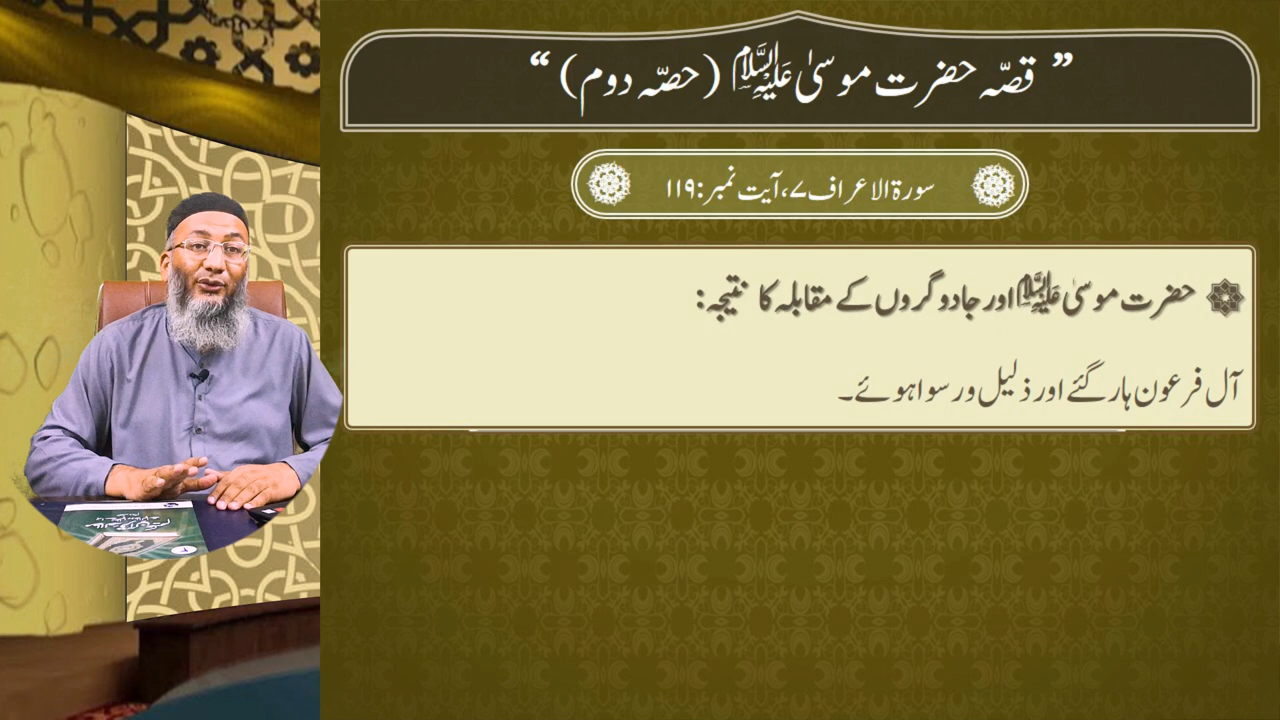 ” قصّہ حضرت موسیٰ علیہ السلام (حصّہ دوم) “
سورۃ الاعراف ۷، آیت نمبر: ۱۱۹
حضرت موسیٰ علیہ السلام اور جادوگروں کے مقابلہ کا نتیجہ:
آل فرعون ہار گئے اور ذلیل ورسوا ہوئے۔